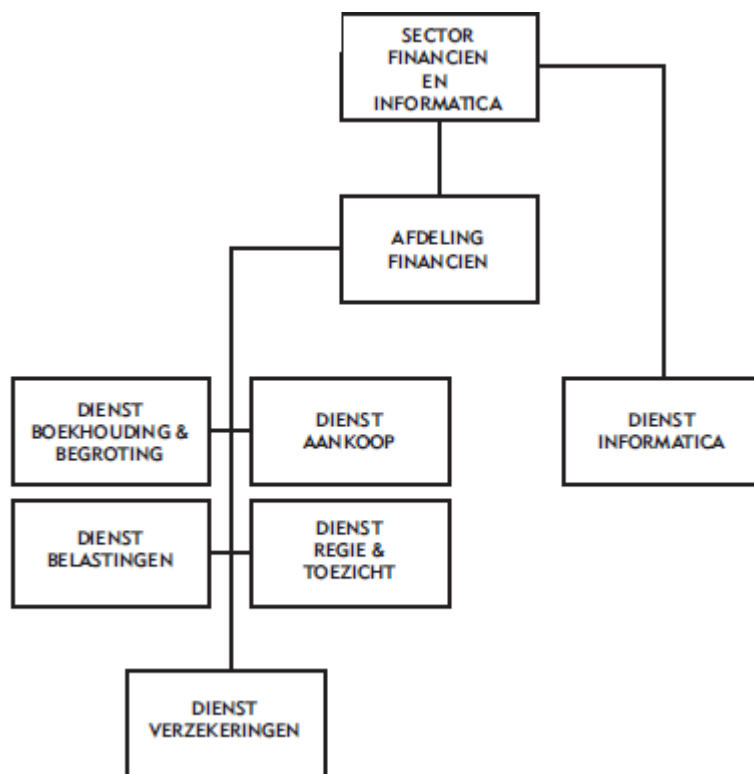 SECTOR
FINANCIEN
EN
INFORMATICA
AFDELING
FINANCIEN
DIENST
BOEKHOUDING &
BEGROTING
DIENST
AANKOOP
DIENST
INFORMATICA
DIENST
BELASTINGEN
DIENST
REGIE &
TOEZICHT
DIENST
VERZEKERINGEN